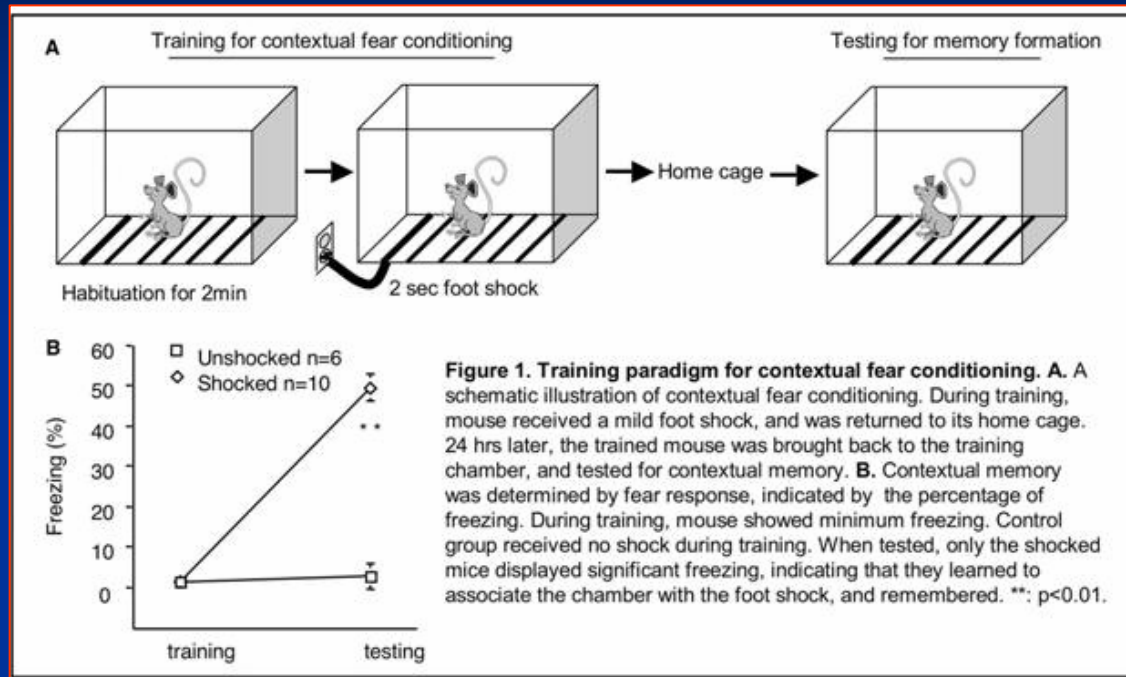 A
Training for contextual fear conditioning
Testing for memory formation
Home cage
Habituation for 2min
2 sec foot shock
B
60
50
40
30
20
10
0
Freezing (%)
Unshocked n=6
Shocked n=10
* *
training
testing
Figure 1. Training paradigm for contextual fear conditioning. A. A
schematic illustration of contextual fear conditioning. During training,
mouse received a mild foot shock, and was returned to its home cage.
24 hrs later, the trained mouse was brought back to the training
chamber, and tested for contextual memory. B. Contextual memory
was determined by fear response, indicated by the percentage of
freezing. During training, mouse showed minimum freezing. Control
group received no shock during training. When tested, only the shocked
mice displayed significant freezing, indicating that they learned to
associate the chamber with the foot shock, and remembered. **: p<0.01.